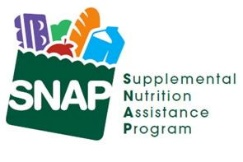 SNAP
Supplemental
Nutrition
Assistance
Program